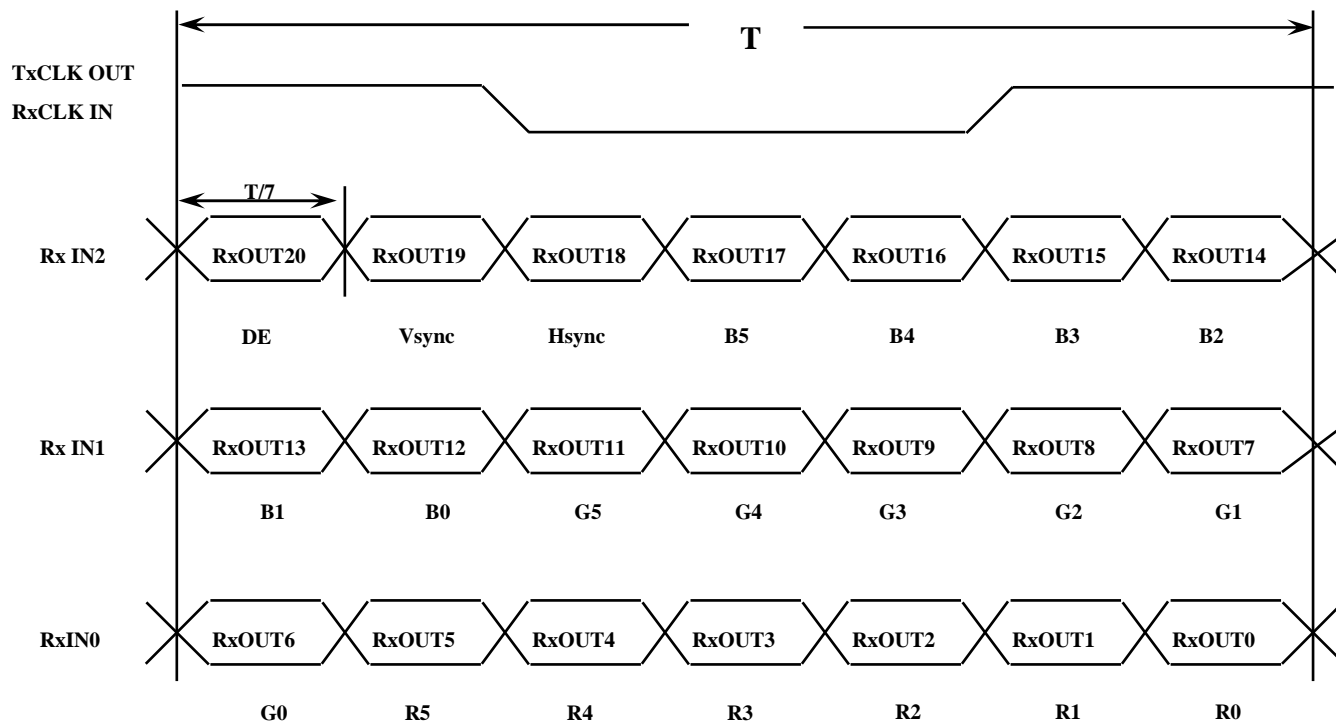 T
TxCLK OUT
RxCLK IN
T/7
Rx IN2 RxOUT20 RxOUT19 RxOUT18 RxOUT17 RxOUT16 RxOUT15 RxOUT14
DE Vsync Hsync B5 B4 B3 B2
Rx IN1 RxOUT13 RxOUT12 RxOUT11 RxOUT10 RxOUT9 RxOUT8 RxOUT7
B1 B0 G5 G4 G3 G2 G1
RxIN0 RxOUT6 RxOUT5 RxOUT4 RxOUT3 RxOUT2 RxOUT1 RxOUT0
G0 R5 R4 R3 R2 R1 R0